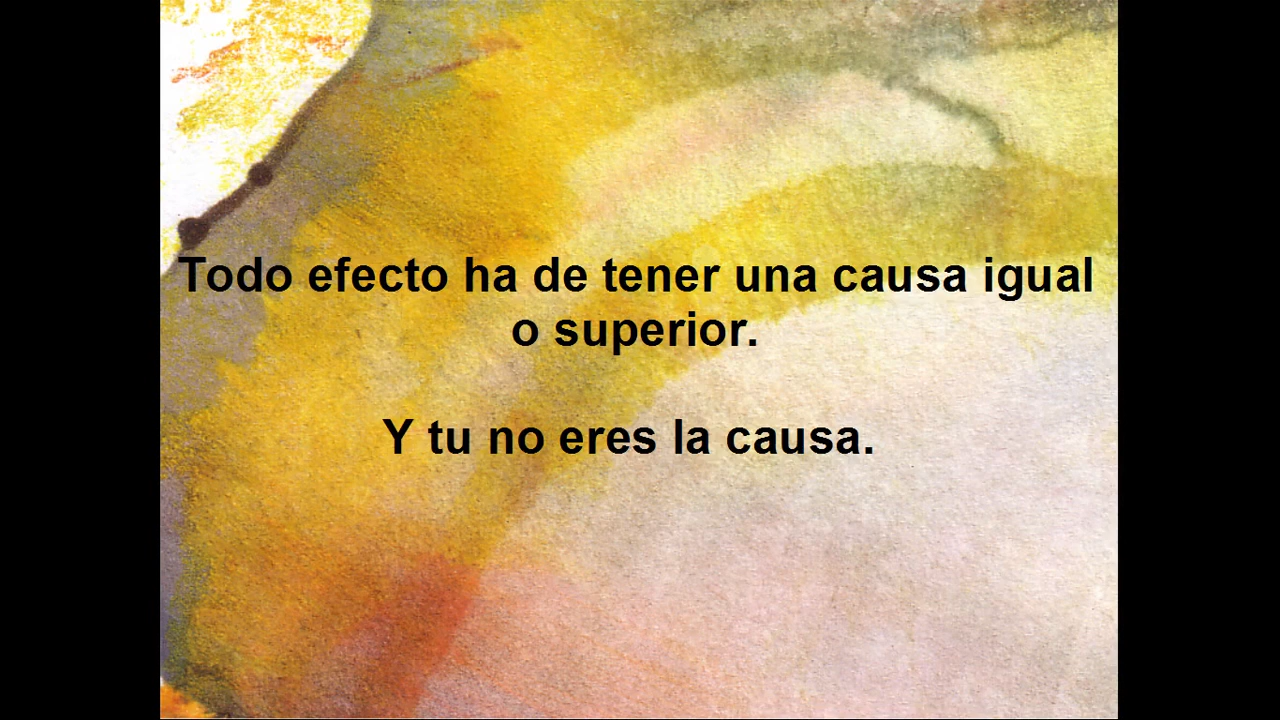 Todo efecto ha de tener una causa igual
o superior.
Y tu no eres la causa.